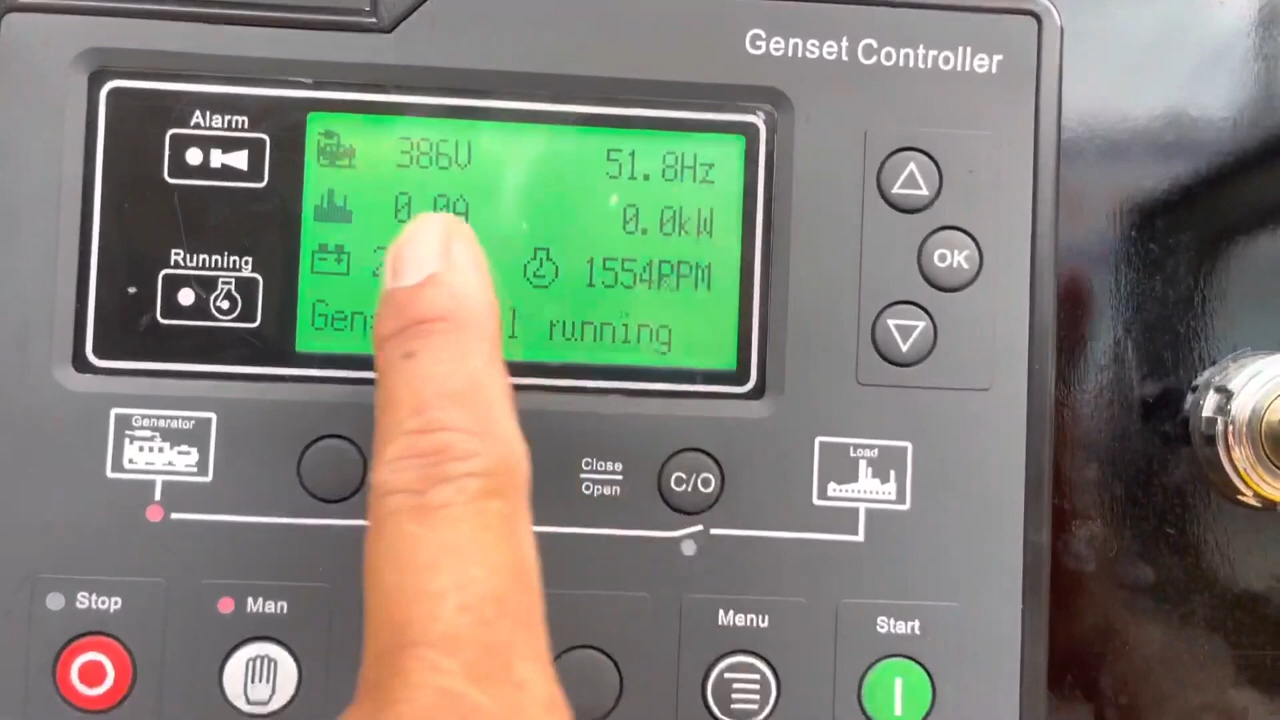 Genset Controller
Alarm
386V 51.8Hz
0.0kW
Running
1554RPM
running
OK
Generator
Close
Open
C/O
Load
Stop
Man
Menu
Start